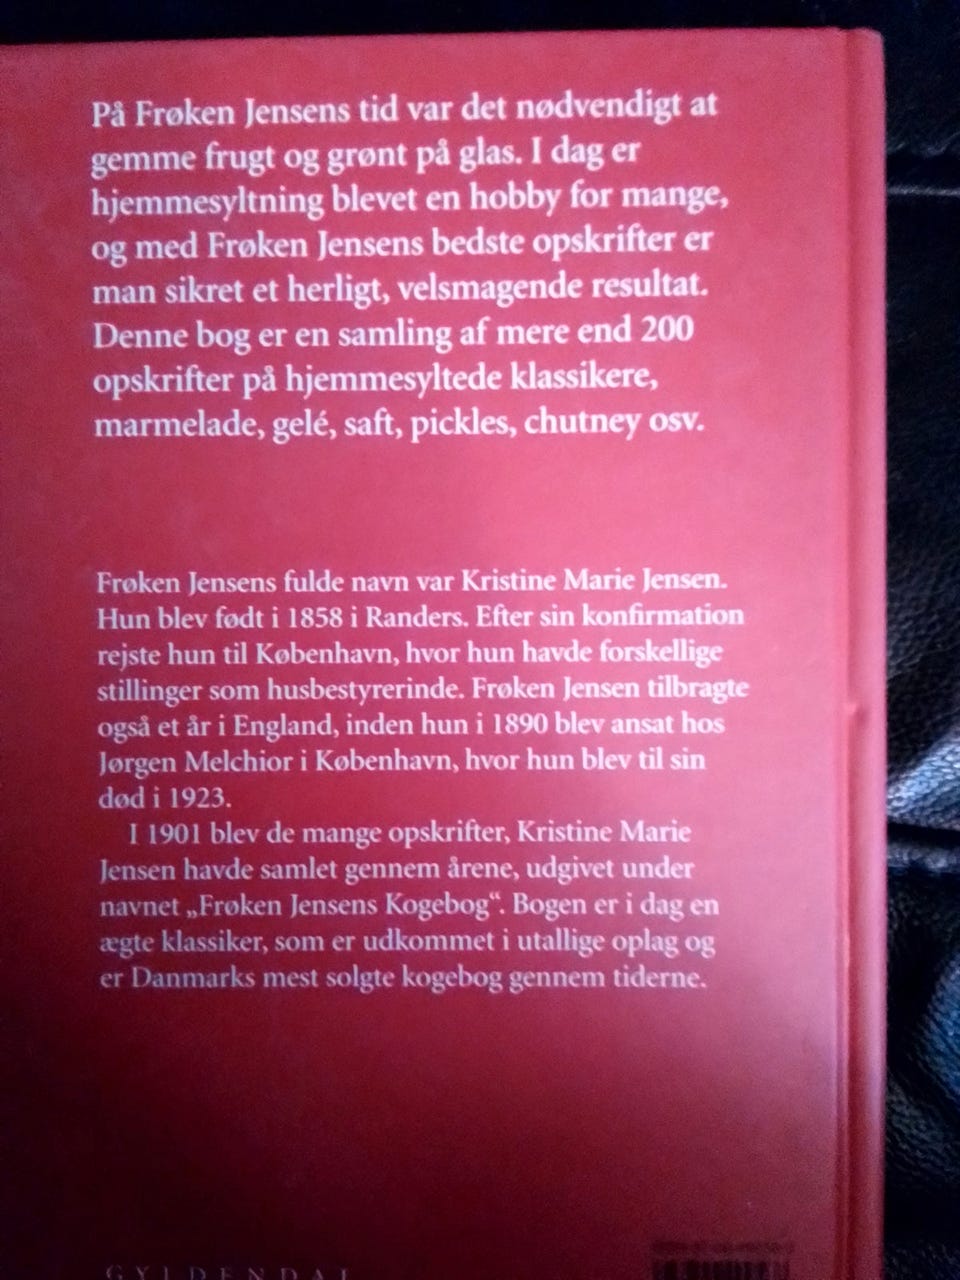 På Frøken Jensens tid var det nødvendigt at
gemme frugt og grønt på glas. I dag er
hjemmesyltning blevet en hobby for mange,
og med Frøken Jensens bedste opskrifter er
man sikret et herligt, velsmagende resultat.
Denne bog er en samling af mere end 200
opskrifter på hjemmesyltede klassikere,
marmelade, gelé, saft, pickles, chutney osv.
Frøken Jensens fulde navn var Kristine Marie Jensen.
Hun blev født i 1858 i Randers. Efter sin konfirmation
rejste hun til København, hvor hun havde forskellige
stillinger som husbestyrerinde. Frøken Jensen tilbragte
også et år i England, inden hun i 1890 blev ansat hos
Jørgen Melchior i København, hvor hun blev til sin
død i 1923.
I 1901 blev de mange opskrifter, Kristine Marie
Jensen havde samlet gennem årene, udgivet under
navnet „Frøken Jensens Kogebog“. Bogen er i dag en
ægte klassiker, som er udkommet i utallige oplag og
er Danmarks mest solgte kogebog gennem tiderne.
GYLDENDAL